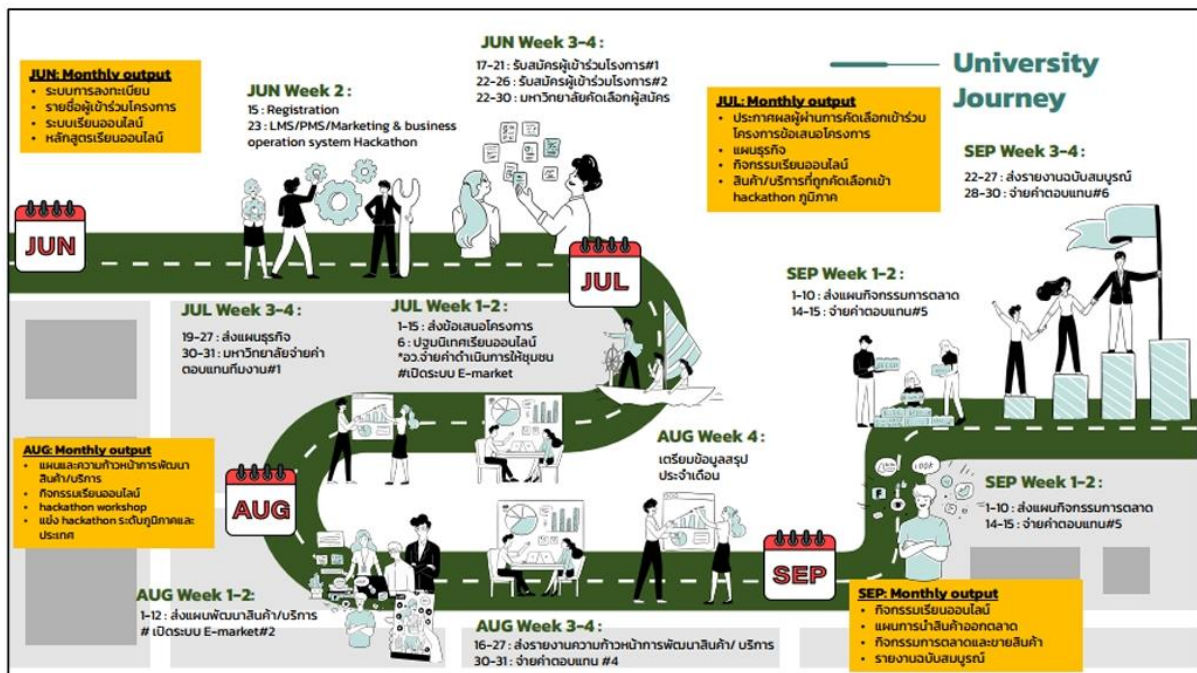 University
Journey
JUN: Monthly output
• ระบบการลงทะเบียน
• รายชื่อผู้เข้าร่วมโครงการ
• ระบบเรียนออนไลน์
• หลักสูตรเรียนออนไลน์
JUN Week 2 :
15 : Registration
23 : LMS/PMS/Marketing & business
operation system Hackathon
JUN Week 3-4 :
17-21 : รับสมัครผู้เข้าร่วมโรงการ#1
22-26 : รับสมัครผู้เข้าร่วมโรงการ#2
22-30 : มหาวิทยาลัยคัดเลือกผู้สมัคร
JUL: Monthly output
• ประกาศผลผู้ผ่านการคัดเลือกเข้าร่วม
โครงการข้อเสนอโครงการ
• แผนธุรกิจ
• กิจกรรมเรียนออนไลน์
• สินค้า/บริการที่ถูกคัดเลือกเข้า
hackathon ภูมิภาค
SEP Week 3-4 :
22-27 : ส่งรายงานฉบับสมบูรณ์
28-30 : จ่ายค่าตอบแทน#6
JUN
JUL
SEP Week 1-2 :
1-10 : ส่งแผนกิจกรรมการตลาด
14-15 : จ่ายค่าตอบแทน#5
JUL Week 3-4 :
19-27 : ส่งแผนธุรกิจ
30-31 : มหาวิทยาลัยจ่ายค่า
ตอบแทนทีมงาน#1
JUL Week 1-2 :
1-15 : ส่งข้อเสนอโครงการ
6 : ปฐมนิเทศเรียนออนไลน์
*อว.จ่ายค่าดำเนินการให้ชุมชน
#เปิดระบบ E-market
AUG: Monthly output
• แผนและความก้าวหน้าการพัฒนา
สินค้า/บริการ
• กิจกรรมเรียนออนไลน์
• hackathon workshop
• แข่ง hackathon ระดับภูมิภาคและ
ประเทศ
AUG
AUG Week 4 :
เตรียมข้อมูลสรุป
ประจำเดือน
SEP Week 1-2 :
1-10 : ส่งแผนกิจกรรมการตลาด
14-15 : จ่ายค่าตอบแทน#5
SEP
AUG Week 1-2:
1-12 : ส่งแผนพัฒนาสินค้า/บริการ
# เปิดระบบ E-market#2
AUG Week 3-4 :
16-27 : ส่งรายงานความก้าวหน้าการพัฒนาสินค้า/ บริการ
30-31 : จ่ายค่าตอบแทน #4
SEP: Monthly output
• กิจกรรมเรียนออนไลน์
• แผนการนำสินค้าออกตลาด
• กิจกรรมการตลาดและขายสินค้า
• รายงานฉบับสมบูรณ์